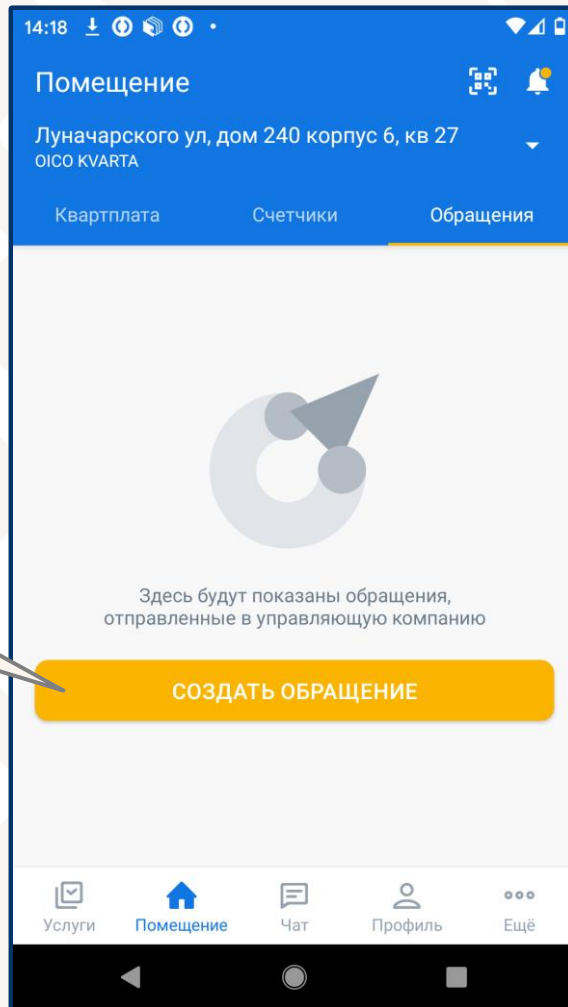 14:18
Помещение
Луначарского ул, дом 240 корпус 6, кв 27
OICO KVARTA
Квартплата Счетчики Обращения
Здесь будут показаны обращения,
отправленные в управляющую компанию
СОЗДАТЬ ОБРАЩЕНИЕ
Услуги Помещение Чат Профиль Ещё